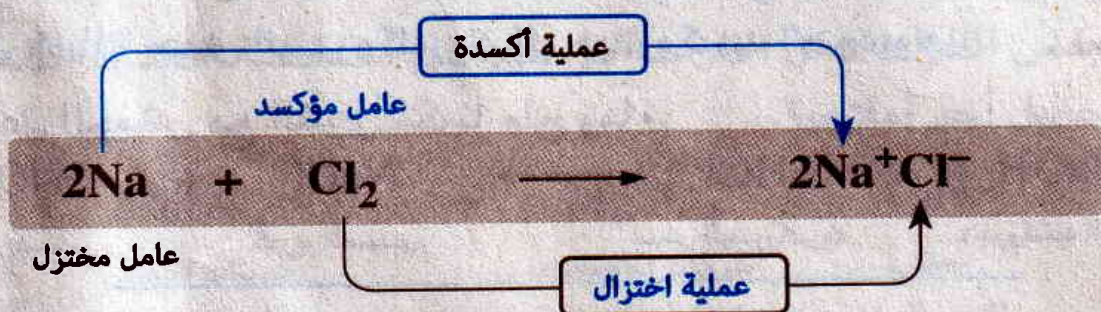 عملية أكسدة
عامل مؤكسد
2Na + Cl₂ ⟶ 2Na⁺Cl⁻
عامل مختزل
عملية اختزال